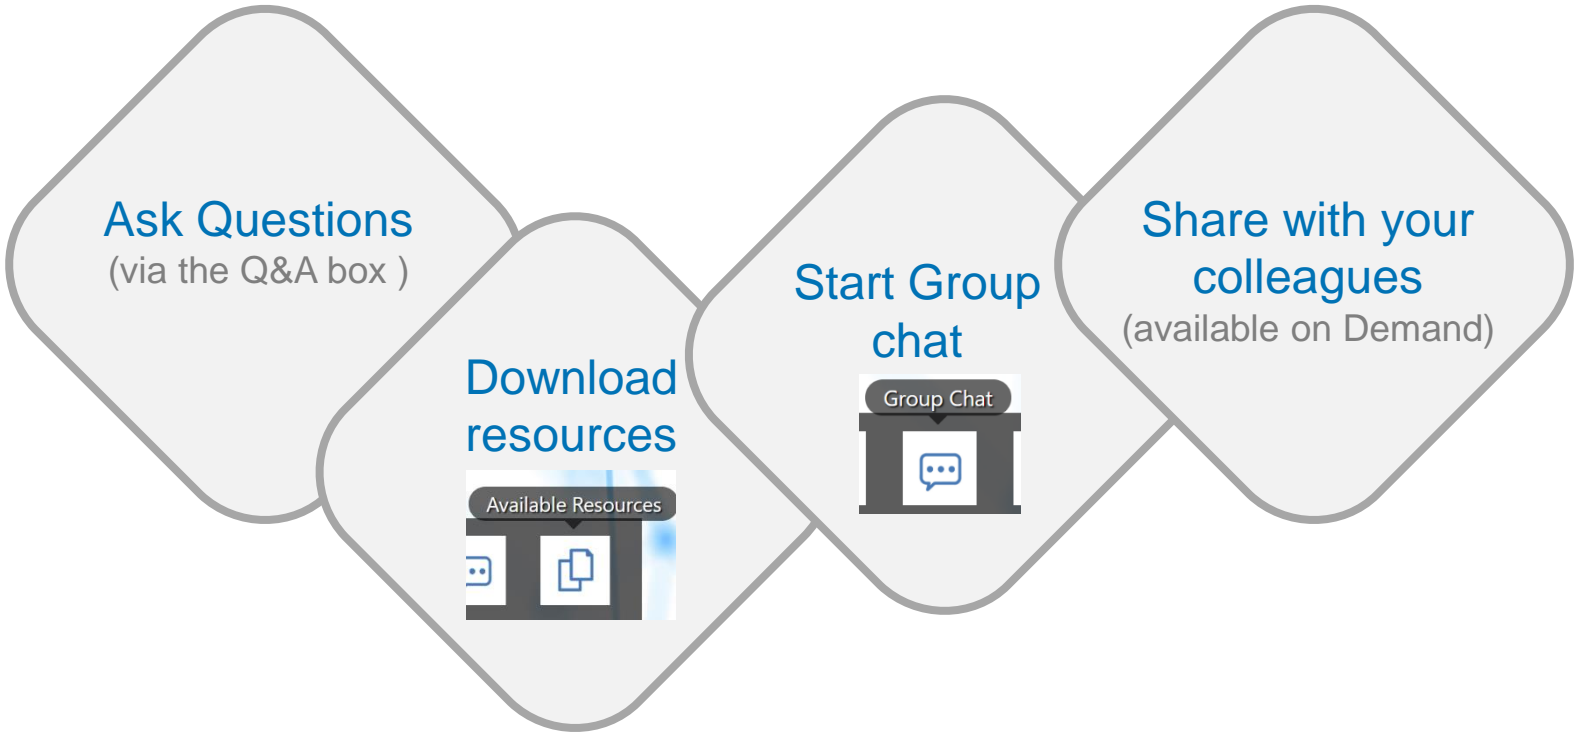 Ask Questions
(via the Q&A box )
Download
resources
Available Resources
Start Group
chat
Group Chat
Share with your
colleagues
(available on Demand)